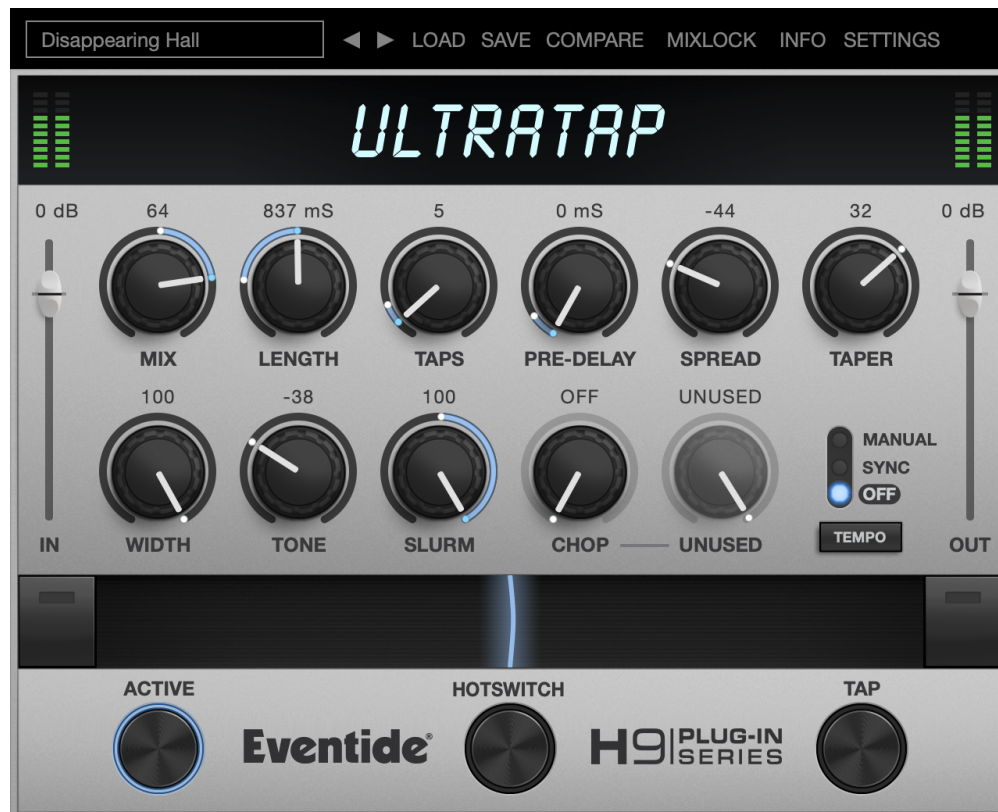 Disappearing Hall ◀ ▶ LOAD SAVE COMPARE MIXLOCK INFO SETTINGS
ULTRATAP
0 dB 64 837 mS 5 0 mS -44 32 0 dB
MIX LENGTH TAPS PRE-DELAY SPREAD TAPER
100 -38 100 OFF UNUSED
MANUAL
SYNC
OFF
TEMPO
IN WIDTH TONE SLURM CHOP UNUSED OUT
ACTIVE HOTSWITCH TAP
Eventide® H9 PLUG-IN
SERIES